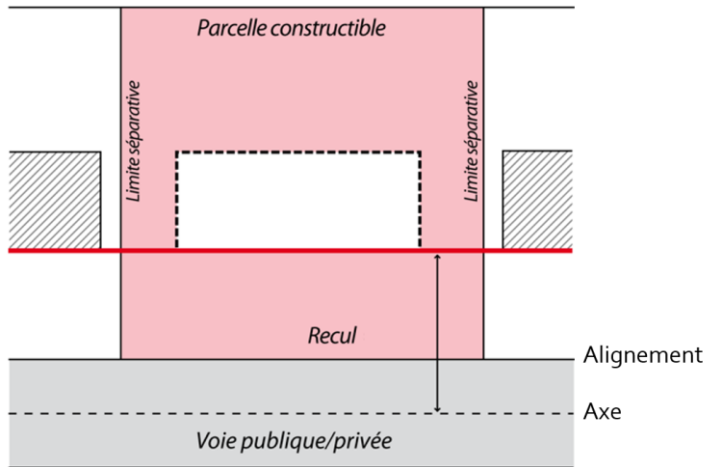 Parcelle constructible
Limite séparative
Limite séparative
Recul
Alignement
Axe
Voie publique/privée